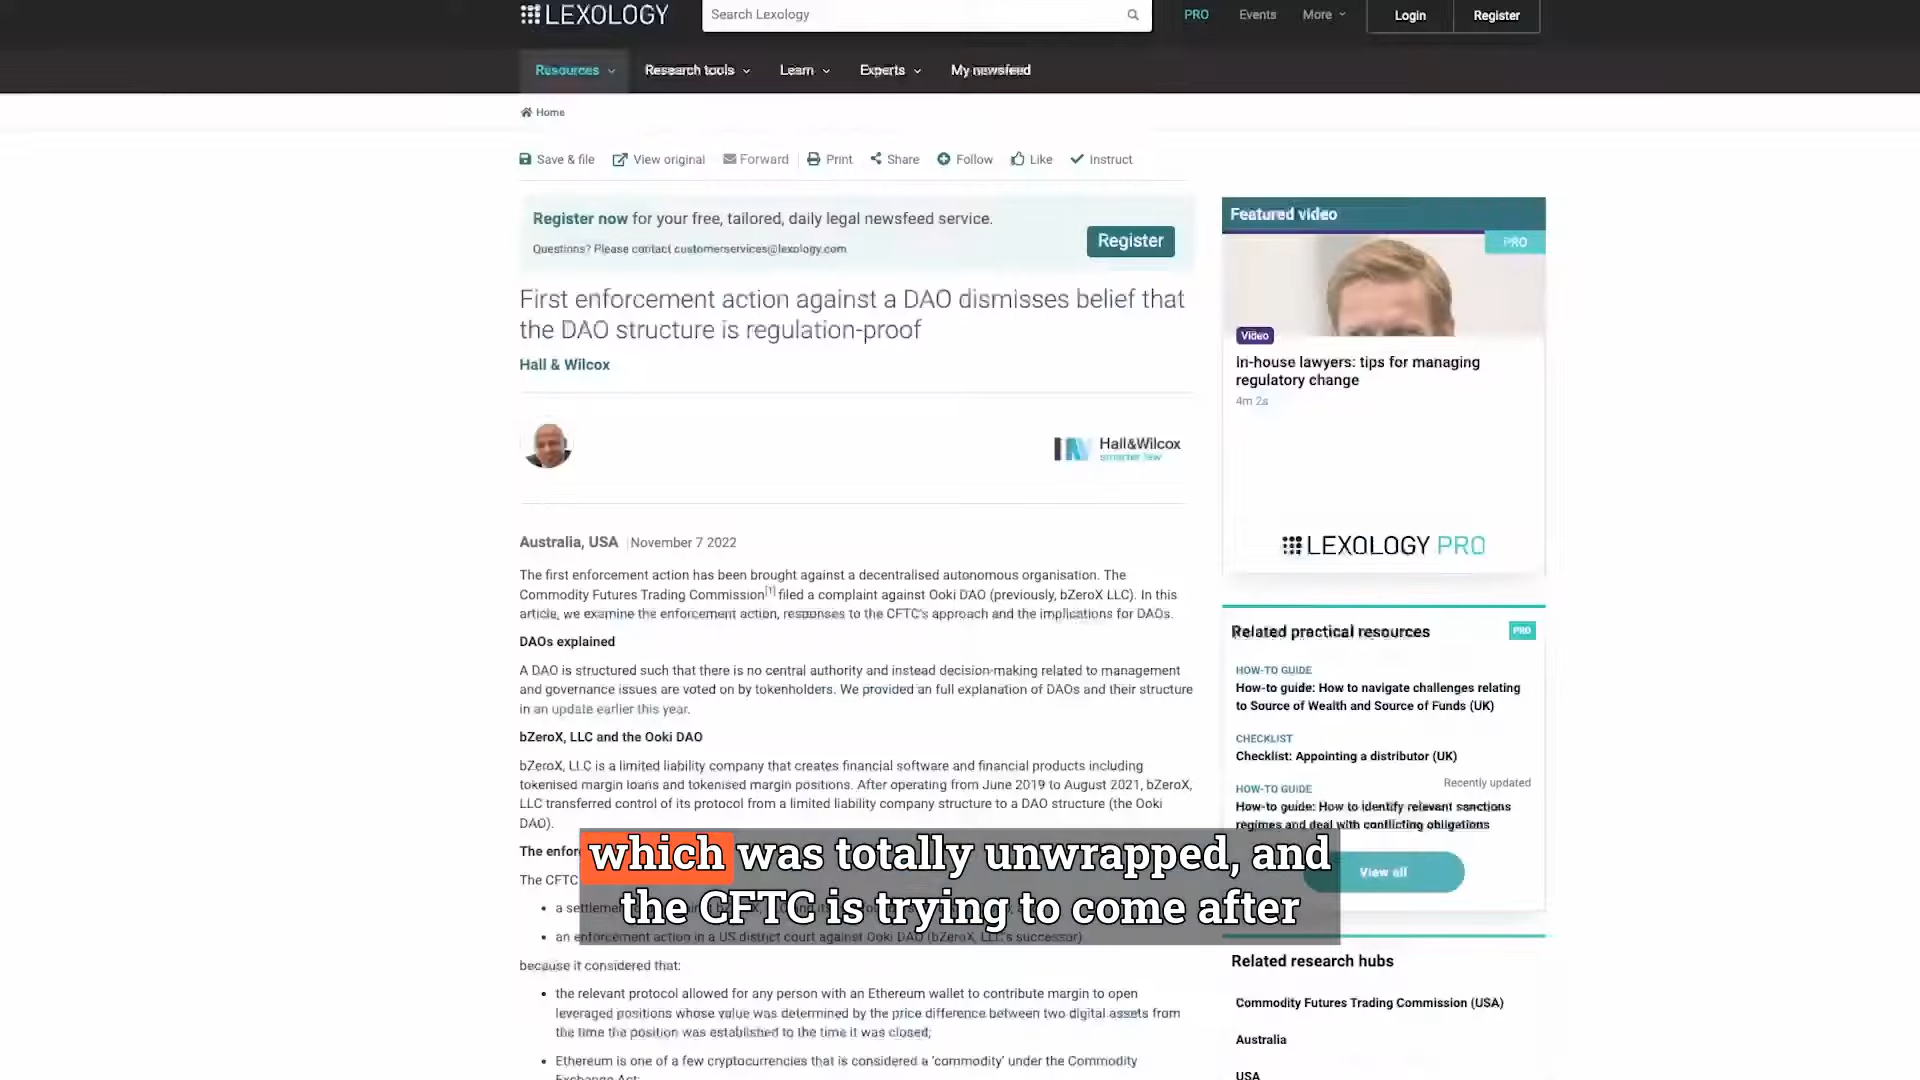 LEXOLOGY
Search Lexology
PRO
Events
More
Login
Register
Resources
Research tools
Learn
Experts
My newsfeed
Home
Save & file
View original
Forward
Print
Share
Follow
Like
Instruct
Register now for your free, tailored, daily legal newsfeed service.
Questions? Please contact customerservices@lexology.com
Register
First enforcement action against a DAO dismisses belief that
the DAO structure is regulation-proof
Hall & Wilcox
Hall&Wilcox
smarter law
Australia, USA | November 7 2022
The first enforcement action has been brought against a decentralised autonomous organisation. The
Commodity Futures Trading Commission[1] filed a complaint against Ooki DAO (previously, bZeroX LLC). In this
article, we examine the enforcement action, responses to the CFTC's approach and the implications for DAOs.
DAOs explained
A DAO is structured such that there is no central authority and instead decision-making related to management
and governance issues are voted on by tokenholders. We provided an full explanation of DAOs and their structure
in an update earlier this year.
bZeroX, LLC and the Ooki DAO
bZeroX, LLC is a limited liability company that creates financial software and financial products including
tokenised margin loans and tokenised margin positions. After operating from June 2019 to August 2021, bZeroX,
LLC transferred control of its protocol from a limited liability company structure to a DAO structure (the Ooki
DAO).
The enfor
The CFTC
• a settlem
• an enforcement action in a US district court against Ooki DAO (bZeroX, LLC's successor)
because it considered that:
• the relevant protocol allowed for any person with an Ethereum wallet to contribute margin to open
leveraged positions whose value was determined by the price difference between two digital assets from
the time the position was established to the time it was closed;
• Ethereum is one of a few cryptocurrencies that is considered a 'commodity' under the Commodity
Exchange Act;
which was totally unwrapped, and
the CFTC is trying to come after
Featured video
PRO
Video
In-house lawyers: tips for managing
regulatory change
4m 2s
LEXOLOGY PRO
Related practical resources PRO
HOW-TO GUIDE
How-to guide: How to navigate challenges relating
to Source of Wealth and Source of Funds (UK)
CHECKLIST
Checklist: Appointing a distributor (UK)
Recently updated
HOW-TO GUIDE
How-to guide: How to identify relevant sanctions
regimes and deal with conflicting obligations
View all
Related research hubs
Commodity Futures Trading Commission (USA)
Australia
USA